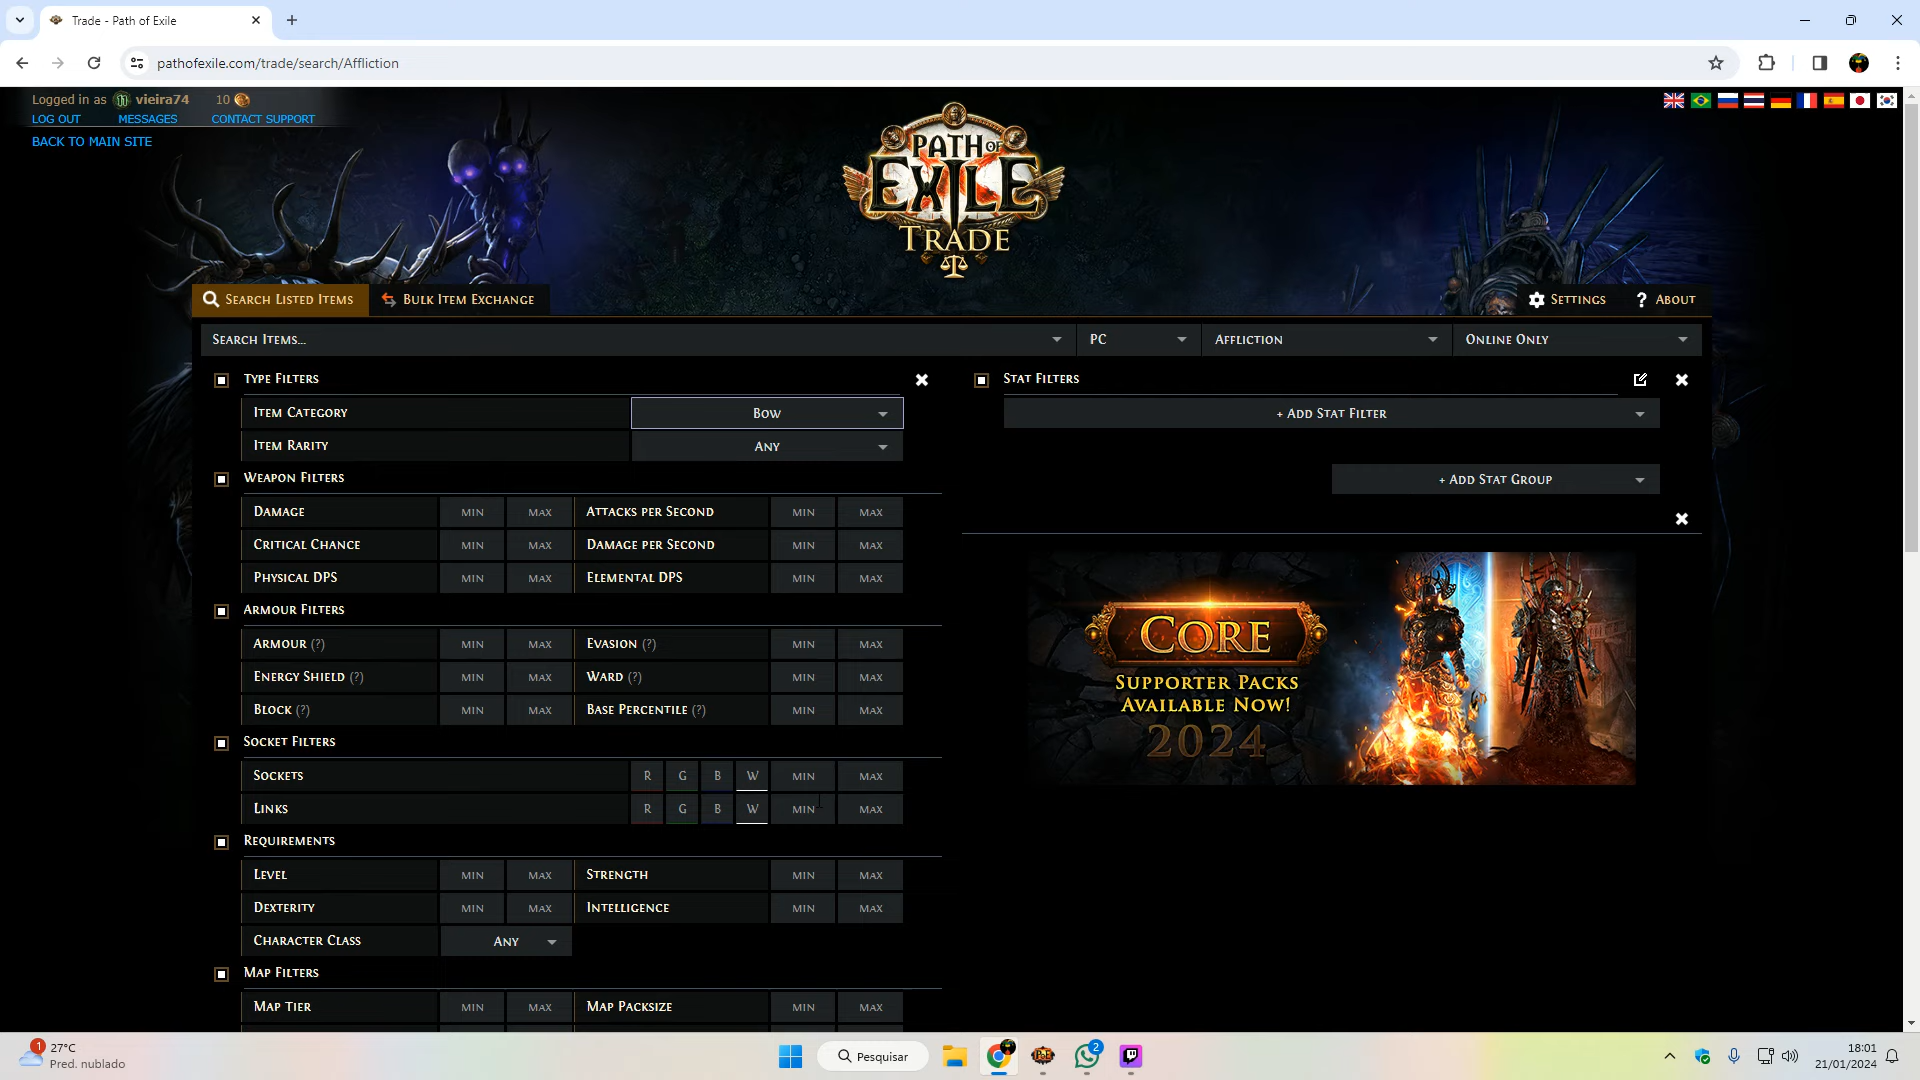 Trade - Path of Exile
pathofexile.com/trade/search/Affliction
Logged in as vieira74 10
LOG OUT MESSAGES CONTACT SUPPORT
BACK TO MAIN SITE
PATH OF
EXILE
TRADE
SEARCH LISTED ITEMS BULK ITEM EXCHANGE SETTINGS ? ABOUT
SEARCH ITEMS... PC AFFLICTION ONLINE ONLY
TYPE FILTERS STAT FILTERS
ITEM CATEGORY BOW + ADD STAT FILTER
ITEM RARITY ANY
WEAPON FILTERS + ADD STAT GROUP
DAMAGE MIN MAX ATTACKS PER SECOND MIN MAX
CRITICAL CHANCE MIN MAX DAMAGE PER SECOND MIN MAX
PHYSICAL DPS MIN MAX ELEMENTAL DPS MIN MAX
ARMOUR FILTERS
ARMOUR (?) MIN MAX EVASION (?) MIN MAX
ENERGY SHIELD (?) MIN MAX WARD (?) MIN MAX
BLOCK (?) MIN MAX BASE PERCENTILE (?) MIN MAX
CORE
SUPPORTER PACKS
AVAILABLE NOW!
2024
SOCKET FILTERS
SOCKETS R G B W MIN MAX
LINKS R G B W MIN MAX
REQUIREMENTS
LEVEL MIN MAX STRENGTH MIN MAX
DEXTERITY MIN MAX INTELLIGENCE MIN MAX
CHARACTER CLASS ANY
MAP FILTERS
MAP TIER MIN MAX MAP PACKSIZE MIN MAX
1 27°C
Pred. nublado
Pesquisar
2
18:01
21/01/2024